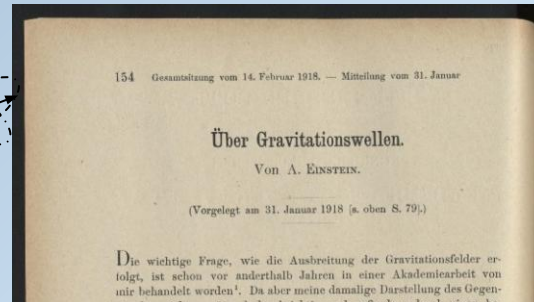 154 Gesamtsitzung vom 14. Februar 1918. — Mitteilung vom 31. Januar
Über Gravitationswellen.
Von A. Einstein.
(Vorgelegt am 31. Januar 1918 [s. oben S. 79].)
Die wichtige Frage, wie die Ausbreitung der Gravitationsfelder er-
folgt, ist schon vor anderthalb Jahren in einer Akademiearbeit von
mir behandelt worden¹. Da aber meine damalige Darstellung des Gegen-